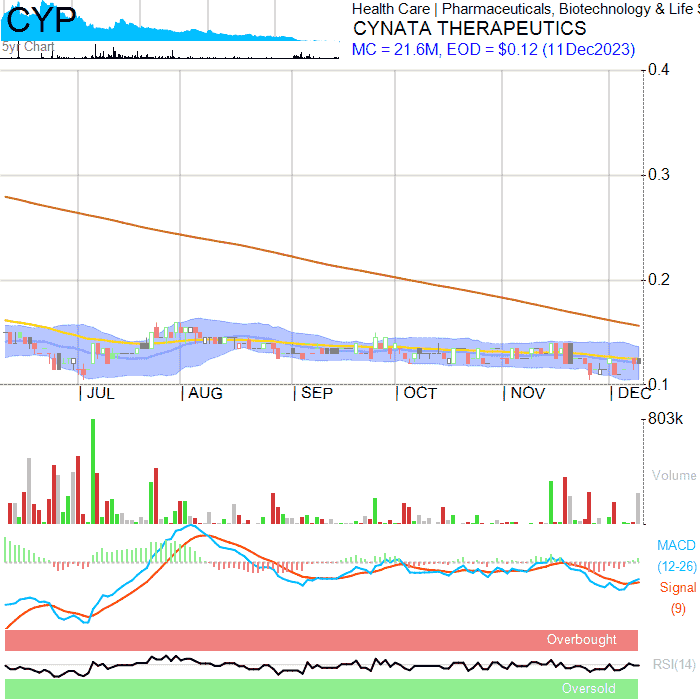 CYP
5yr Chart
Health Care | Pharmaceuticals, Biotechnology & Life S
CYNATA THERAPEUTICS
MC = 21.6M, EOD = $0.12 (11Dec2023)
0.4
0.3
0.2
0.1
JUL AUG SEP OCT NOV DEC
803k
Volume
MACD
(12-26)
Signal
(9)
Overbought
RSI(14)
Oversold